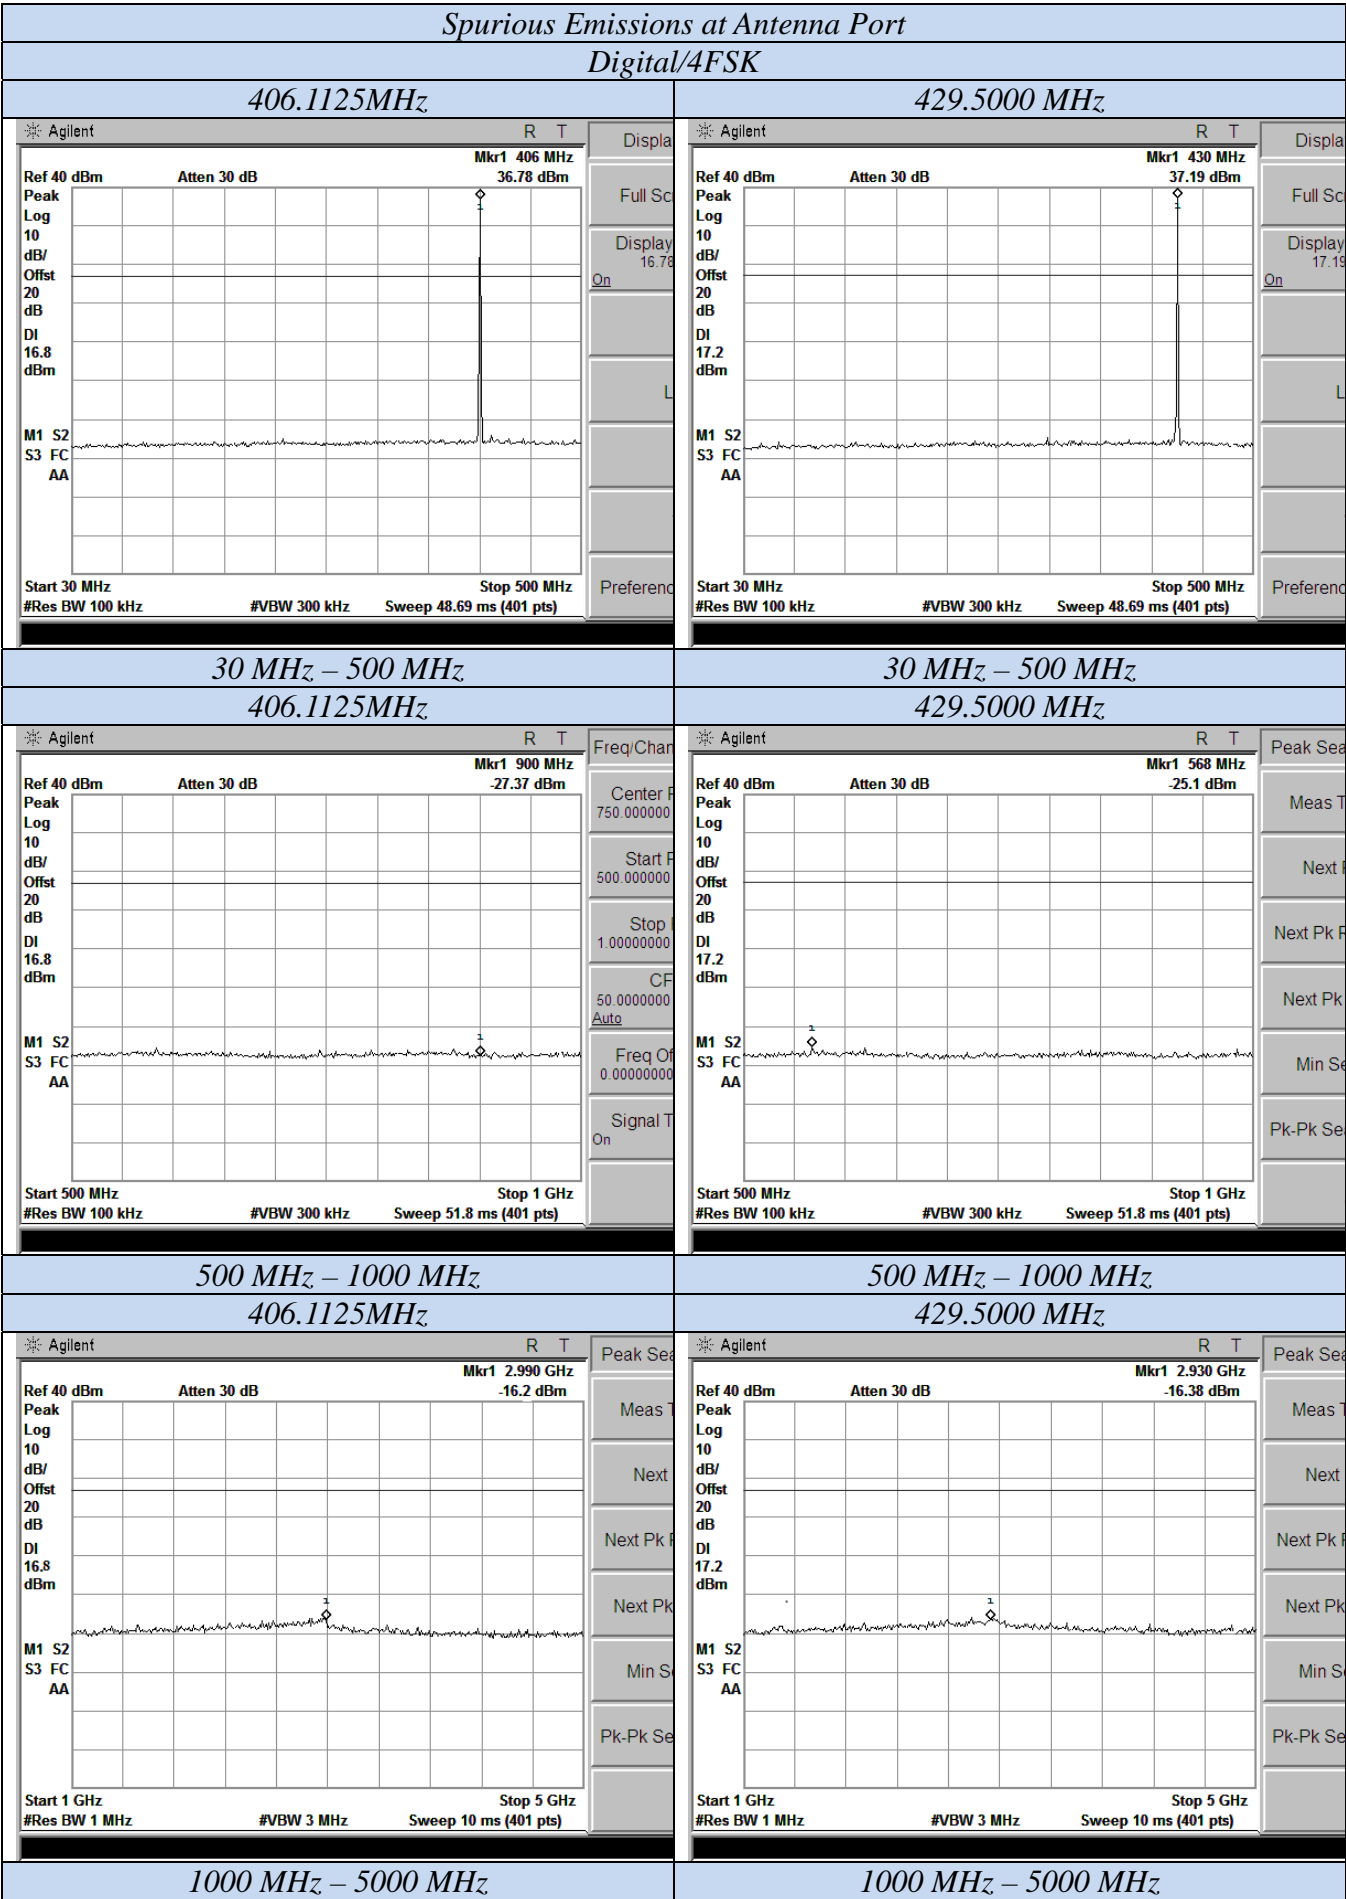 Spurious Emissions at Antenna Port
Digital/4FSK
406.1125MHz
Agilent R T
Mkr1 406 MHz
Ref 40 dBm Atten 30 dB 36.78 dBm
Peak
Log
10
dB/
Offst
20
dB
DI
16.8
dBm
M1 S2
S3 FC
AA
1
Start 30 MHz Stop 500 MHz
#Res BW 100 kHz #VBW 300 kHz Sweep 48.69 ms (401 pts)
Displa
Full Sc
Display
16.78
On
L
Preferenc
30 MHz – 500 MHz
429.5000 MHz
Agilent R T
Mkr1 430 MHz
Ref 40 dBm Atten 30 dB 37.19 dBm
Peak
Log
10
dB/
Offst
20
dB
DI
17.2
dBm
M1 S2
S3 FC
AA
1
Start 30 MHz Stop 500 MHz
#Res BW 100 kHz #VBW 300 kHz Sweep 48.69 ms (401 pts)
Displa
Full Sc
Display
17.19
On
L
Preferenc
30 MHz – 500 MHz
406.1125MHz
Agilent R T
Mkr1 900 MHz
Ref 40 dBm Atten 30 dB -27.37 dBm
Peak
Log
10
dB/
Offst
20
dB
DI
16.8
dBm
M1 S2
S3 FC
AA
1
Start 500 MHz Stop 1 GHz
#Res BW 100 kHz #VBW 300 kHz Sweep 51.8 ms (401 pts)
Freq/Chan
Center F
750.000000
Start F
500.000000
Stop
1.00000000
CF
50.0000000
Auto
Freq Of
0.00000000
Signal T
On
500 MHz – 1000 MHz
429.5000 MHz
Agilent R T
Mkr1 568 MHz
Ref 40 dBm Atten 30 dB -25.1 dBm
Peak
Log
10
dB/
Offst
20
dB
DI
17.2
dBm
M1 S2
S3 FC
AA
1
Start 500 MHz Stop 1 GHz
#Res BW 100 kHz #VBW 300 kHz Sweep 51.8 ms (401 pts)
Peak Sea
Meas T
Next
Next Pk R
Next Pk
Min Se
Pk-Pk Sea
500 MHz – 1000 MHz
406.1125MHz
Agilent R T
Mkr1 2.990 GHz
Ref 40 dBm Atten 30 dB -16.2 dBm
Peak
Log
10
dB/
Offst
20
dB
DI
16.8
dBm
M1 S2
S3 FC
AA
1
Start 1 GHz Stop 5 GHz
#Res BW 1 MHz #VBW 3 MHz Sweep 10 ms (401 pts)
Peak Sea
Meas T
Next
Next Pk R
Next Pk
Min S
Pk-Pk Se
1000 MHz – 5000 MHz
429.5000 MHz
Agilent R T
Mkr1 2.930 GHz
Ref 40 dBm Atten 30 dB -16.38 dBm
Peak
Log
10
dB/
Offst
20
dB
DI
17.2
dBm
M1 S2
S3 FC
AA
1
Start 1 GHz Stop 5 GHz
#Res BW 1 MHz #VBW 3 MHz Sweep 10 ms (401 pts)
Peak Sea
Meas T
Next
Next Pk R
Next Pk
Min S
Pk-Pk Se
1000 MHz – 5000 MHz